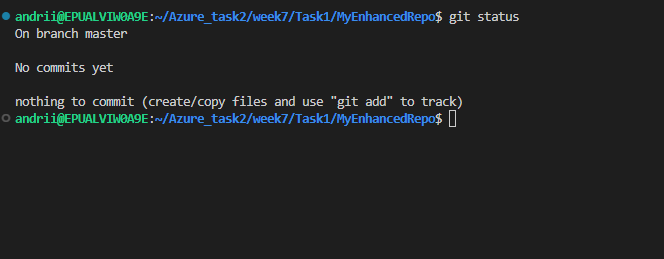 andrii@EPUALVIW0A9E:~/Azure_task2/week7/Task1/MyEnhancedRepo$ git status
On branch master
No commits yet
nothing to commit (create/copy files and use "git add" to track)
andrii@EPUALVIW0A9E:~/Azure_task2/week7/Task1/MyEnhancedRepo$